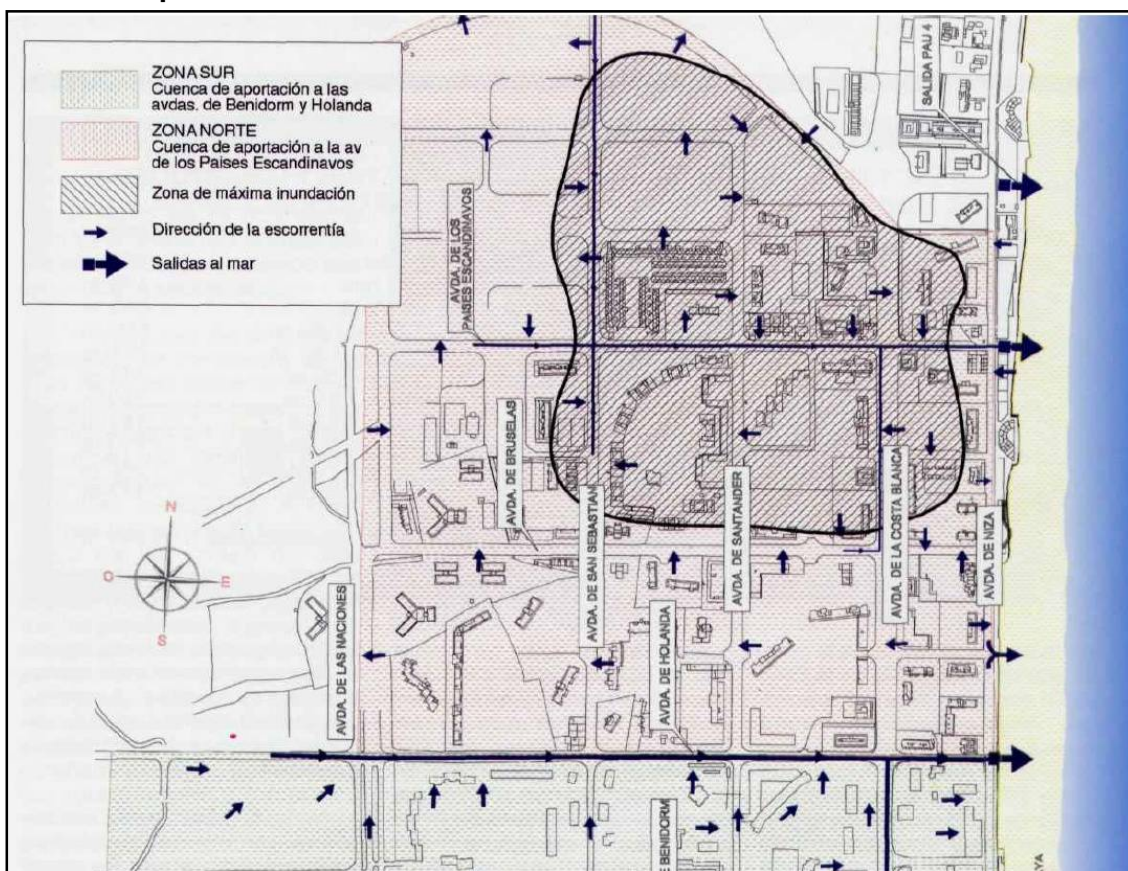 ZONA SUR
Cuenca de aportación a las
avdas. de Benidorm y Holanda
ZONA NORTE
Cuenca de aportación a la av
de los Paises Escandinavos
Zona de máxima inundación
Dirección de la escorrentía
Salidas al mar
SALIDA PAU 4
AVDA. DE LOS
PAISES ESCANDINAVOS
AVDA. DE BRUSELAS
AVDA. DE SAN SEBASTIAN
AVDA. DE SANTANDER
AVDA. DE LA COSTA BLANCA
AVDA. DE NIZA
N
O
E
S
AVDA. DE LAS NACIONES
AVDA. DE HOLANDA
E BENIDORM
YA